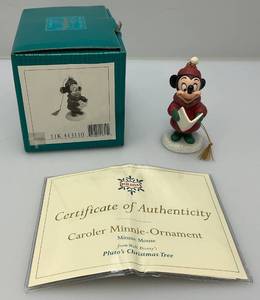 11K 413110
Certificate of Authenticity
Caroler Minnie-Ornament
Minnie Mouse
from Walt Disney's
Pluto's Christmas Tree